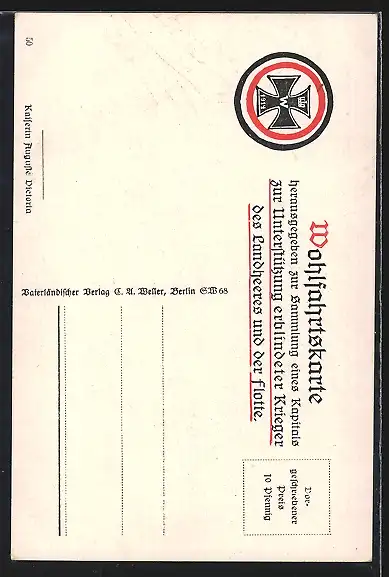 Wohlfahrtskarte
herausgegeben zur Sammlung eines Kapitals
zur Unterstützung erblindeter Krieger
des Landheeres und der Flotte.
W
1914
Vor-
geschriebener
Preis
10 Pfennig
Vaterländischer Verlag C. A. Weller, Berlin SW 68
50
Kaiserin Auguste Victoria